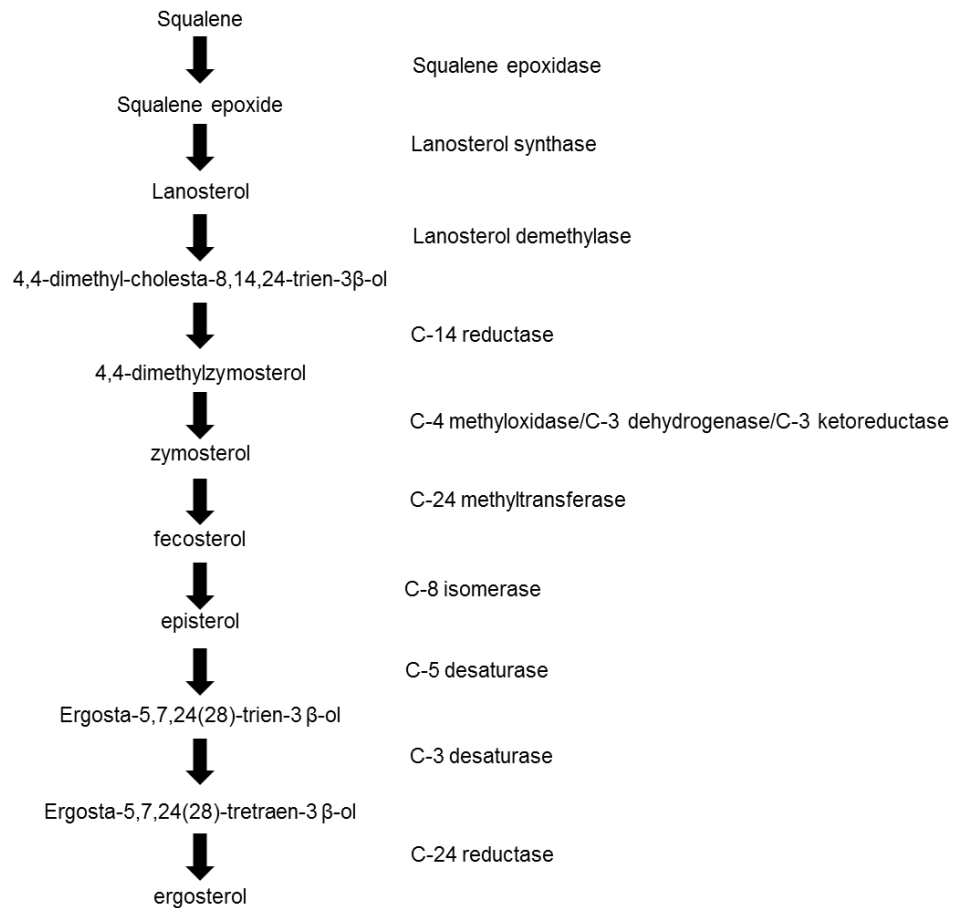 Squalene
Squalene epoxidase
Squalene epoxide
Lanosterol synthase
Lanosterol
Lanosterol demethylase
4,4-dimethyl-cholesta-8,14,24-trien-3β-ol
C-14 reductase
4,4-dimethylzymosterol
C-4 methyloxidase/C-3 dehydrogenase/C-3 ketoreductase
zymosterol
C-24 methyltransferase
fecosterol
C-8 isomerase
episterol
C-5 desaturase
Ergosta-5,7,24(28)-trien-3 β-ol
C-3 desaturase
Ergosta-5,7,24(28)-tretraen-3 β-ol
C-24 reductase
ergosterol